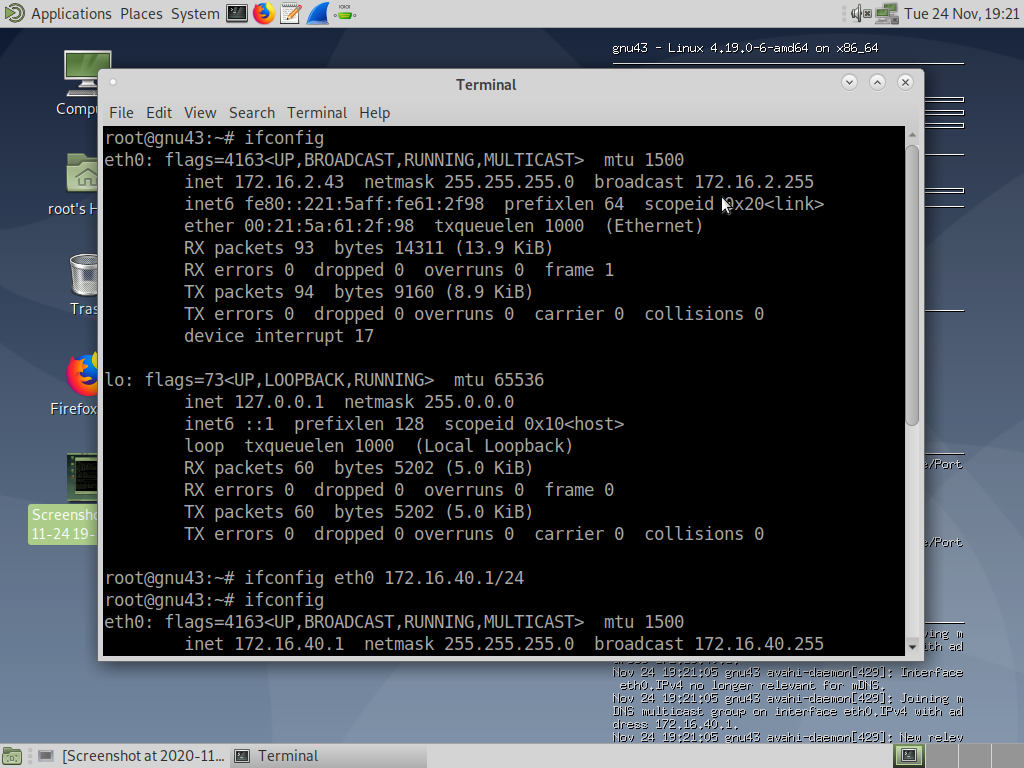 Applications Places System
Tue 24 Nov, 19:21
gnu43 - Linux 4.19.0-6-amd64 on x86_64
Terminal
File Edit View Search Terminal Help
root@gnu43:~# ifconfig
eth0: flags=4163<UP,BROADCAST,RUNNING,MULTICAST>  mtu 1500
        inet 172.16.2.43  netmask 255.255.255.0  broadcast 172.16.2.255
        inet6 fe80::221:5aff:fe61:2f98  prefixlen 64  scopeid 0x20<link>
        ether 00:21:5a:61:2f:98  txqueuelen 1000  (Ethernet)
        RX packets 93  bytes 14311 (13.9 KiB)
        RX errors 0  dropped 0  overruns 0  frame 1
        TX packets 94  bytes 9160 (8.9 KiB)
        TX errors 0  dropped 0 overruns 0  carrier 0  collisions 0
        device interrupt 17
lo: flags=73<UP,LOOPBACK,RUNNING>  mtu 65536
        inet 127.0.0.1  netmask 255.0.0.0
        inet6 ::1  prefixlen 128  scopeid 0x10<host>
        loop  txqueuelen 1000  (Local Loopback)
        RX packets 60  bytes 5202 (5.0 KiB)
        RX errors 0  dropped 0  overruns 0  frame 0
        TX packets 60  bytes 5202 (5.0 KiB)
        TX errors 0  dropped 0 overruns 0  carrier 0  collisions 0
root@gnu43:~# ifconfig eth0 172.16.40.1/24
root@gnu43:~# ifconfig
eth0: flags=4163<UP,BROADCAST,RUNNING,MULTICAST>  mtu 1500
        inet 172.16.40.1  netmask 255.255.255.0  broadcast 172.16.40.255
Compu
root's H
Tras
Firefox
Screensho
11-24 19-
e/Port
e/Port
ving m
ith ad
Nov 24 19:21:05 gnu43 avahi-daemon[429]: Interface
eth0.IPv4 no longer relevant for mDNS.
Nov 24 19:21:05 gnu43 avahi-daemon[429]: Joining m
DNS multicast group on interface eth0.IPv4 with ad
dress 172.16.40.1.
Nov 24 19:21:05 gnu43 avahi-daemon[429]: New relev
[Screenshot at 2020-11... Terminal